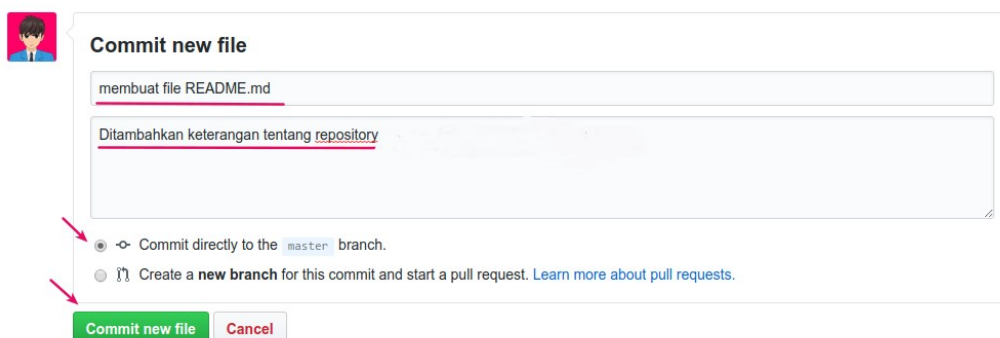 Commit new file
membuat file README.md
Ditambahkan keterangan tentang repository
Commit directly to the master branch.
Create a new branch for this commit and start a pull request. Learn more about pull requests.
Commit new file
Cancel